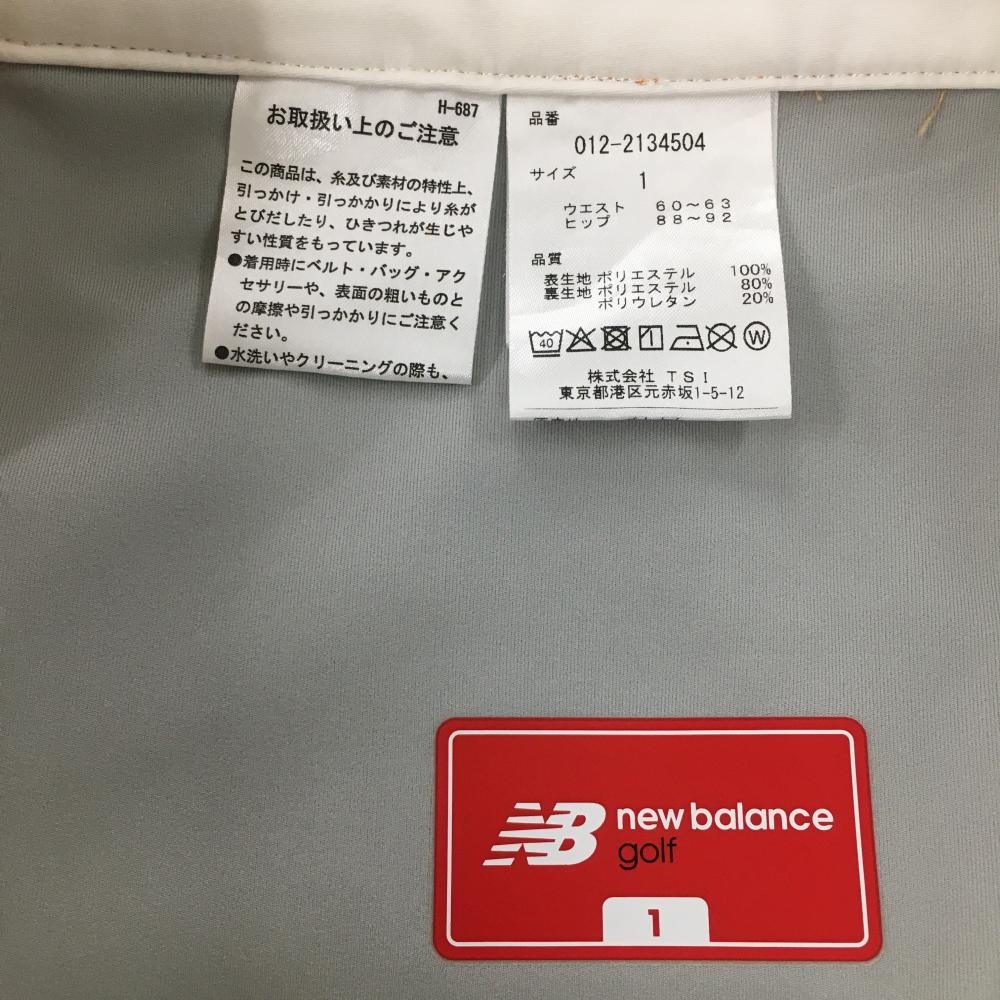 H-687
お取扱い上のご注意
この商品は、糸及び素材の特性上、
引っかけ・引っかかりにより糸が
とびだしたり、ひきつれが生じや
すい性質をもっています。
●着用時にベルト・バッグ・アク
セサリーや、表面の粗いものと
の摩擦や引っかかりにご注意く
ださい。
●水洗いやクリーニングの際も、
品番
012-2134504
サイズ
1
ウエスト 60～63
ヒップ 88～92
品質
表生地 ポリエステル 100%
裏生地 ポリエステル 80%
ポリウレタン 20%
40 W
株式会社 TSI
東京都港区元赤坂1-5-12
NB new balance
golf
1